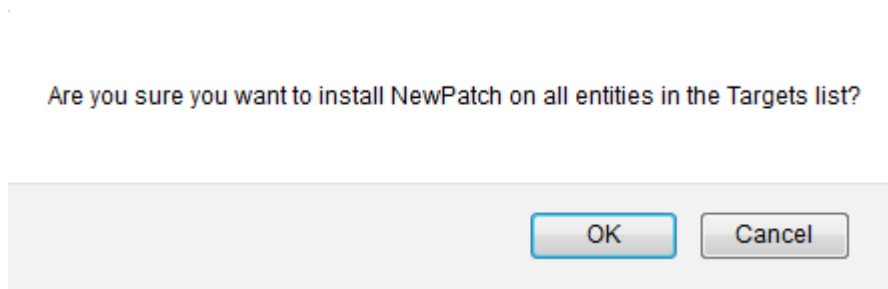 Are you sure you want to install NewPatch on all entities in the Targets list?
OK Cancel